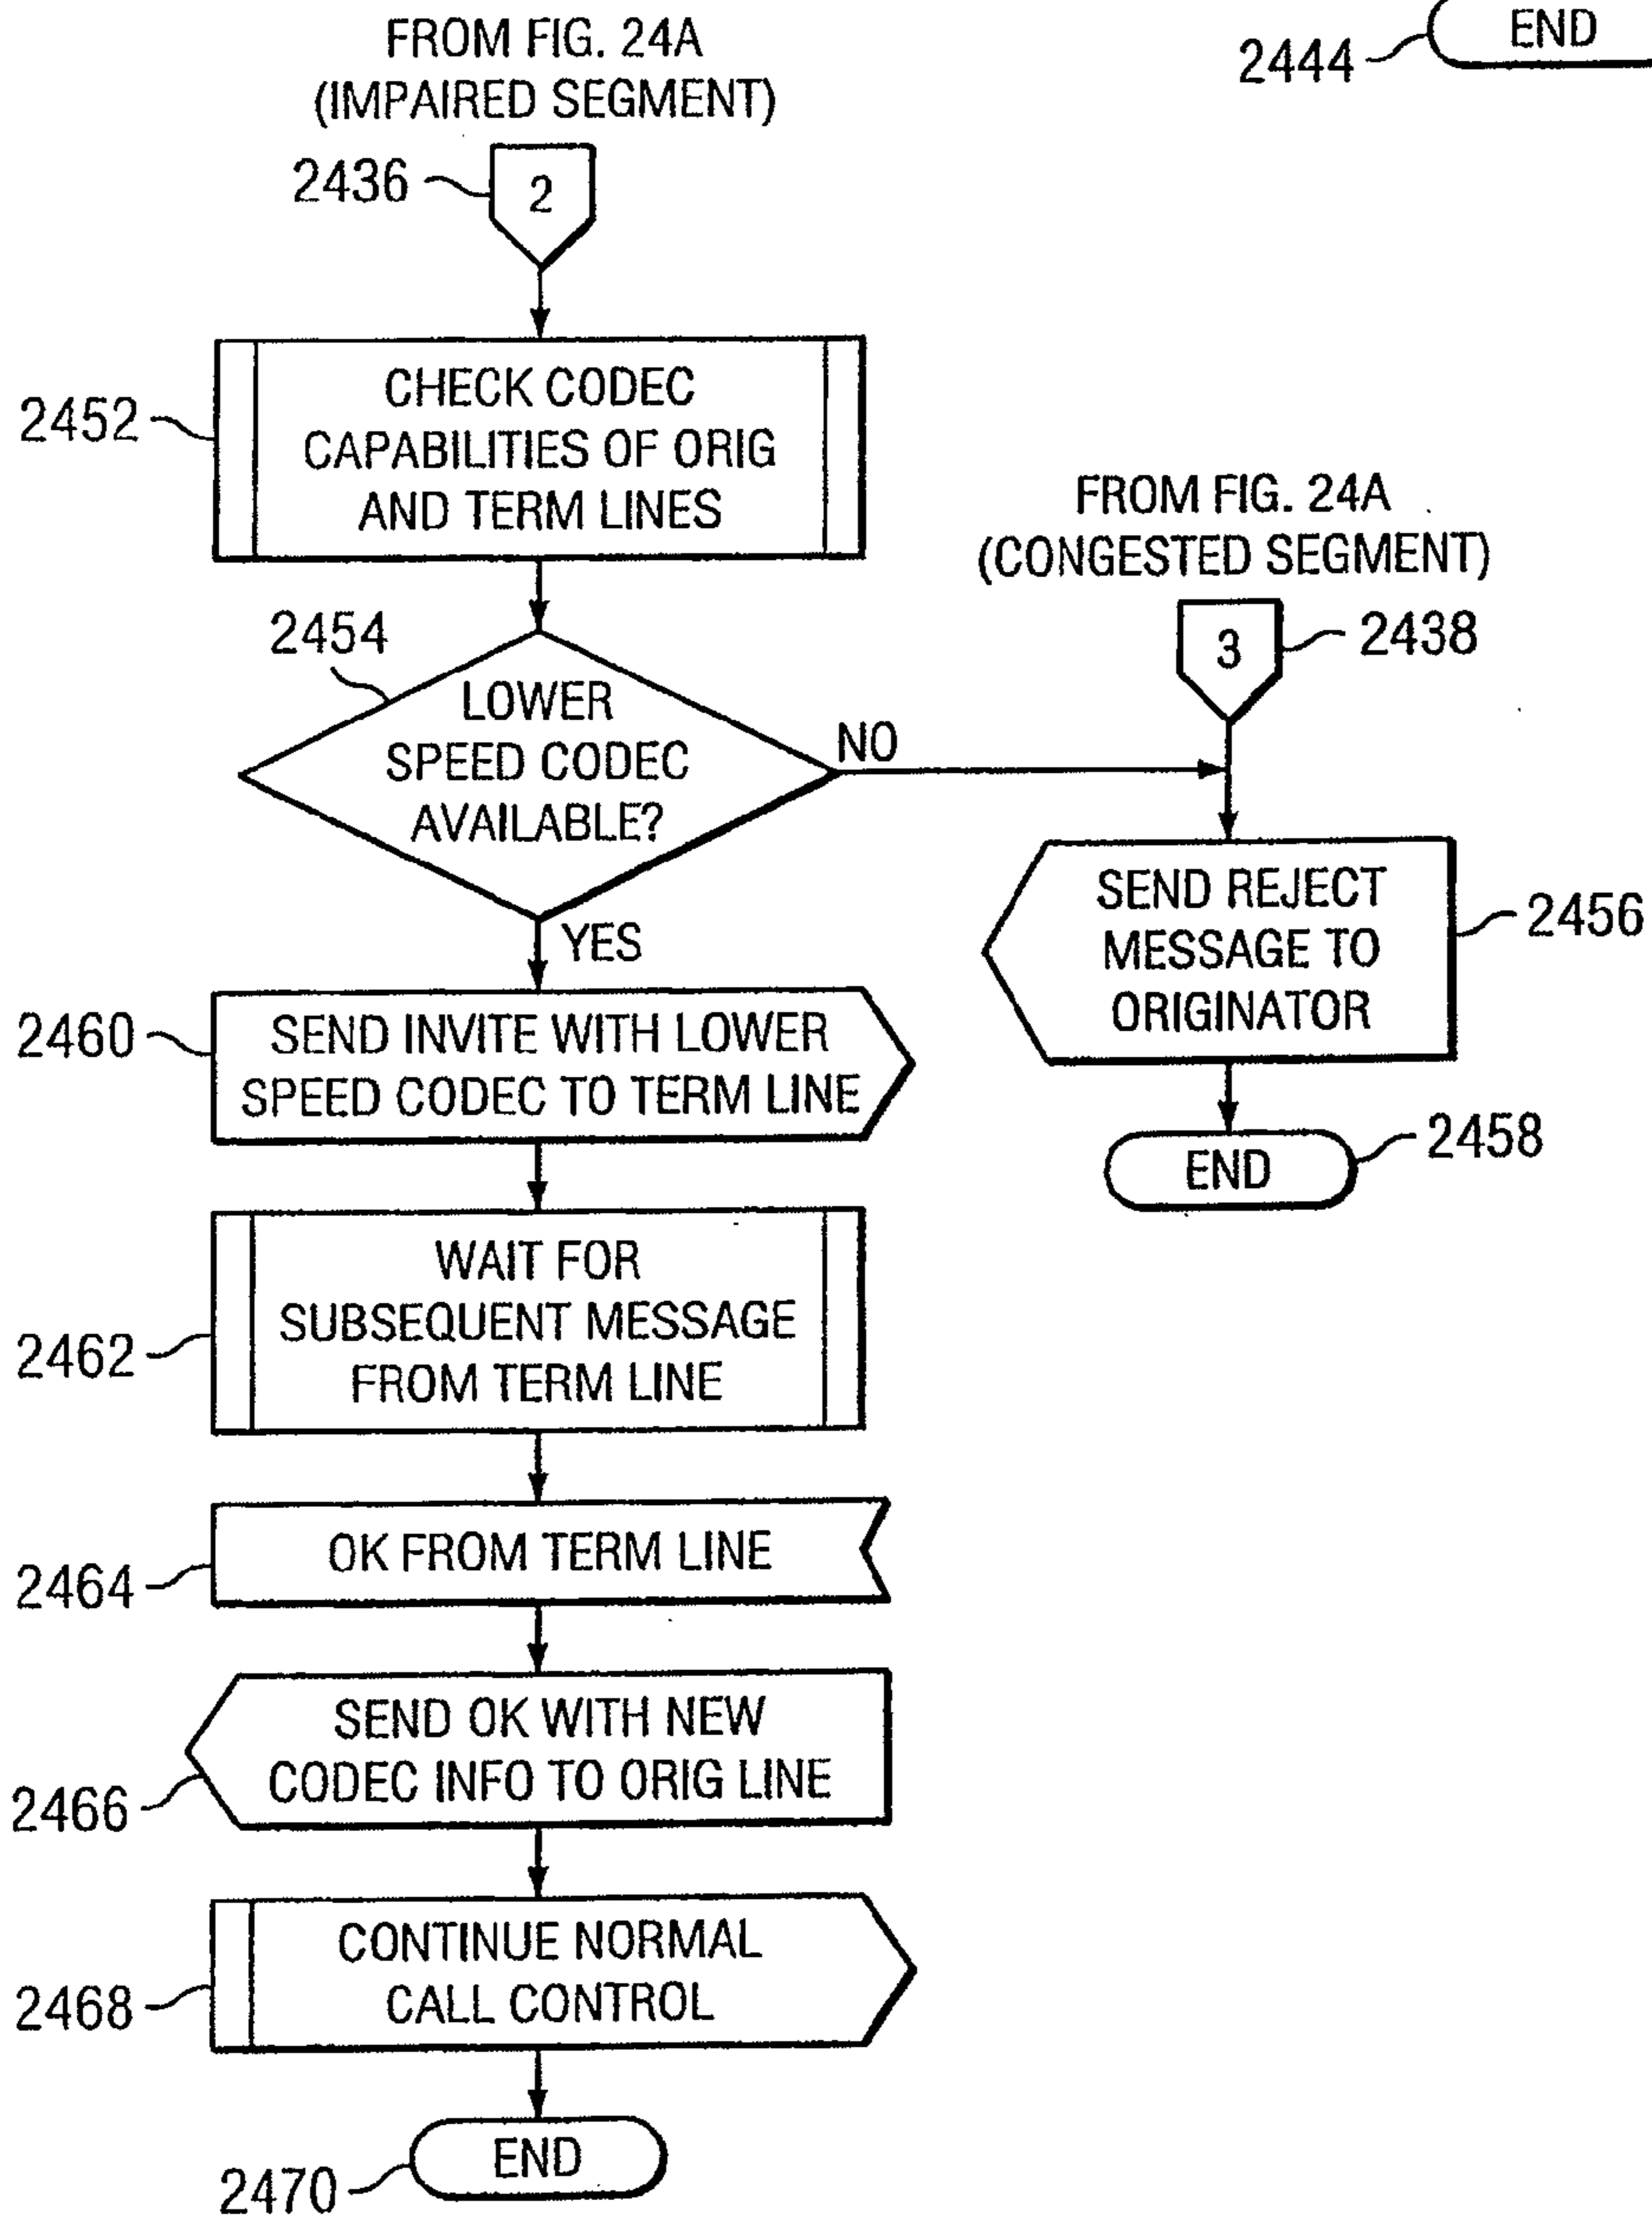 2444
END
FROM FIG. 24A
(IMPAIRED SEGMENT)
2436
2
2452
CHECK CODEC
CAPABILITIES OF ORIG
AND TERM LINES
2454
LOWER
SPEED CODEC
AVAILABLE?
NO
YES
FROM FIG. 24A
(CONGESTED SEGMENT)
3
2438
SEND REJECT
MESSAGE TO
ORIGINATOR
2456
END
2458
2460
SEND INVITE WITH LOWER
SPEED CODEC TO TERM LINE
2462
WAIT FOR
SUBSEQUENT MESSAGE
FROM TERM LINE
2464
OK FROM TERM LINE
2466
SEND OK WITH NEW
CODEC INFO TO ORIG LINE
2468
CONTINUE NORMAL
CALL CONTROL
2470
END